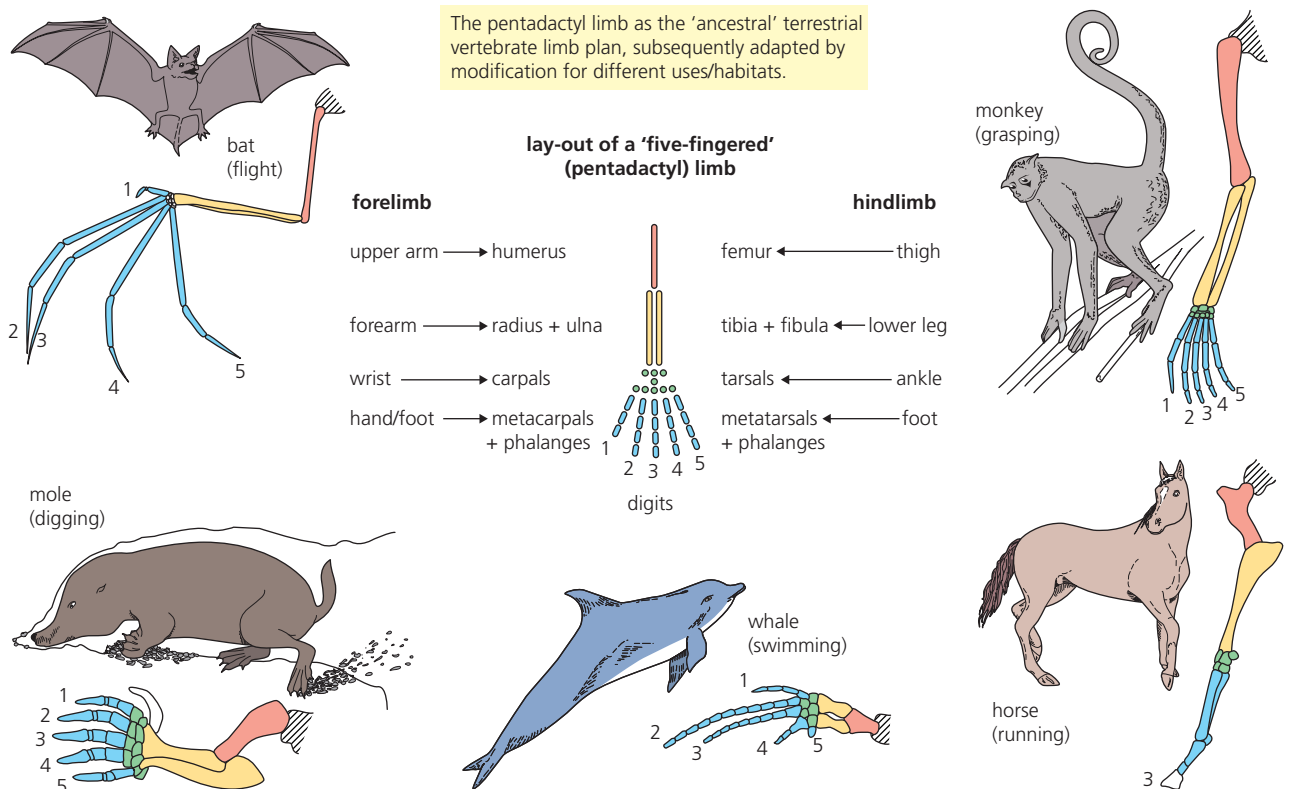 The pentadactyl limb as the ‘ancestral’ terrestrial
vertebrate limb plan, subsequently adapted by
modification for different uses/habitats.
bat
(flight)
1
2
3
4
5
monkey
(grasping)
1
2
3
4
5
lay-out of a ‘five-fingered’
(pentadactyl) limb
forelimb
hindlimb
upper arm
humerus
femur
thigh
forearm
radius + ulna
tibia + fibula
lower leg
wrist
carpals
tarsals
ankle
hand/foot
metacarpals
+ phalanges
metatarsals
+ phalanges
foot
1
2
3
4
5
digits
mole
(digging)
1
2
3
4
5
whale
(swimming)
1
2
3
4
5
horse
(running)
3